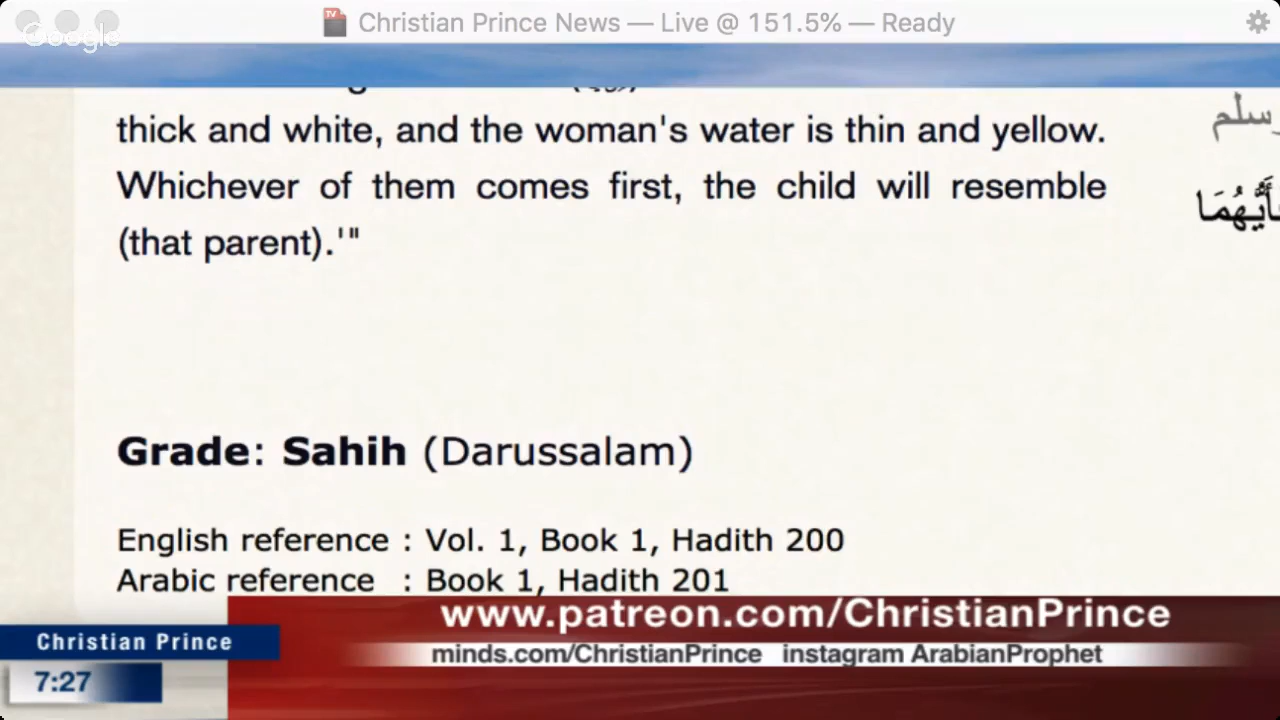 Christian Prince News — Live @ 151.5% — Ready
Google
thick and white, and the woman's water is thin and yellow.
وسلم
Whichever of them comes first, the child will resemble
فَأَيُّهُمَا
(that parent).'"
Grade: Sahih (Darussalam)
English reference : Vol. 1, Book 1, Hadith 200
Arabic reference : Book 1, Hadith 201
www.patreon.com/ChristianPrince
Christian Prince
minds.com/ChristianPrince instagram ArabianProphet
7:27